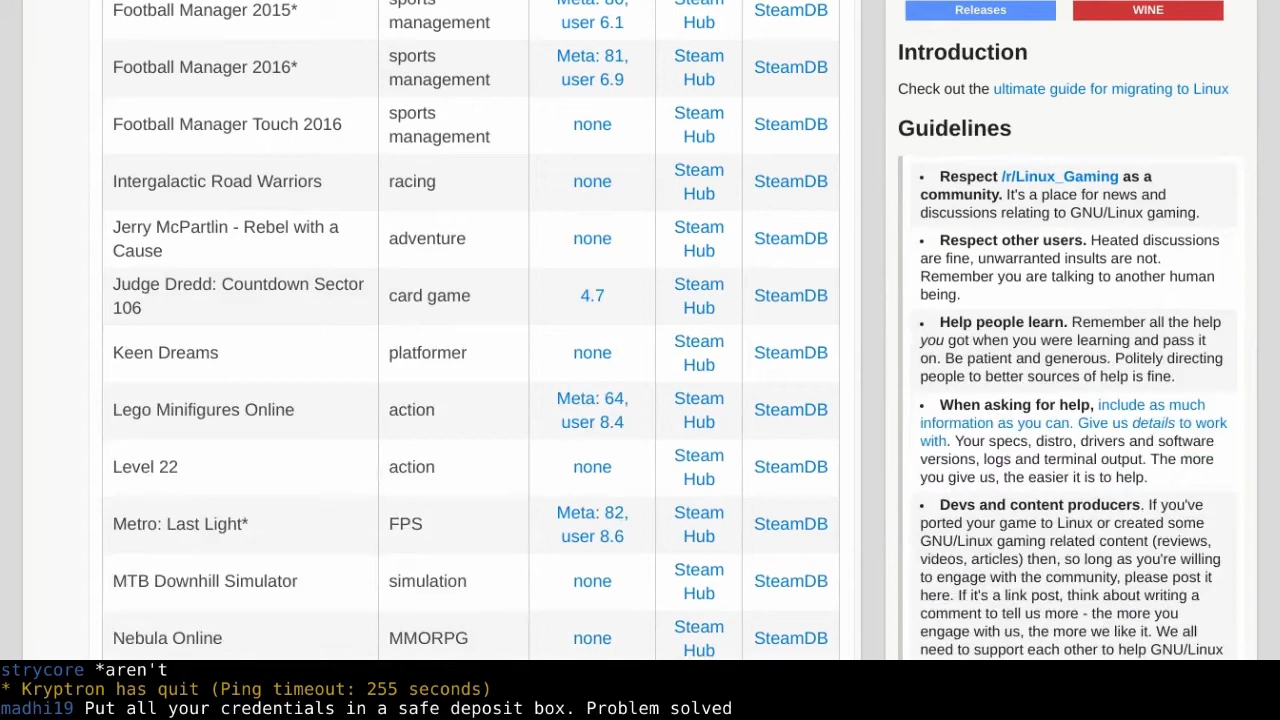 Football Manager 2015*
sports
management
Meta: 80,
user 6.1
Steam
Hub
SteamDB
Football Manager 2016*
sports
management
Meta: 81,
user 6.9
Steam
Hub
SteamDB
Football Manager Touch 2016
sports
management
none
Steam
Hub
SteamDB
Intergalactic Road Warriors
racing
none
Steam
Hub
SteamDB
Jerry McPartlin - Rebel with a
Cause
adventure
none
Steam
Hub
SteamDB
Judge Dredd: Countdown Sector
106
card game
4.7
Steam
Hub
SteamDB
Keen Dreams
platformer
none
Steam
Hub
SteamDB
Lego Minifigures Online
action
Meta: 64,
user 8.4
Steam
Hub
SteamDB
Level 22
action
none
Steam
Hub
SteamDB
Metro: Last Light*
FPS
Meta: 82,
user 8.6
Steam
Hub
SteamDB
MTB Downhill Simulator
simulation
none
Steam
Hub
SteamDB
Nebula Online
MMORPG
none
Steam
Hub
SteamDB
Releases
WINE
Introduction
Check out the ultimate guide for migrating to Linux
Guidelines
• Respect /r/Linux_Gaming as a
community. It's a place for news and
discussions relating to GNU/Linux gaming.
• Respect other users. Heated discussions
are fine, unwarranted insults are not.
Remember you are talking to another human
being.
• Help people learn. Remember all the help
you got when you were learning and pass it
on. Be patient and generous. Politely directing
people to better sources of help is fine.
• When asking for help, include as much
information as you can. Give us details to work
with. Your specs, distro, drivers and software
versions, logs and terminal output. The more
you give us, the easier it is to help.
• Devs and content producers. If you've
ported your game to Linux or created some
GNU/Linux gaming related content (reviews,
videos, articles) then, so long as you're willing
to engage with the community, please post it
here. If it's a link post, think about writing a
comment to tell us more - the more you
engage with us, the more we like it. We all
need to support each other to help GNU/Linux
strycore *aren't
* Kryptron has quit (Ping timeout: 255 seconds)
madhi19 Put all your credentials in a safe deposit box. Problem solved